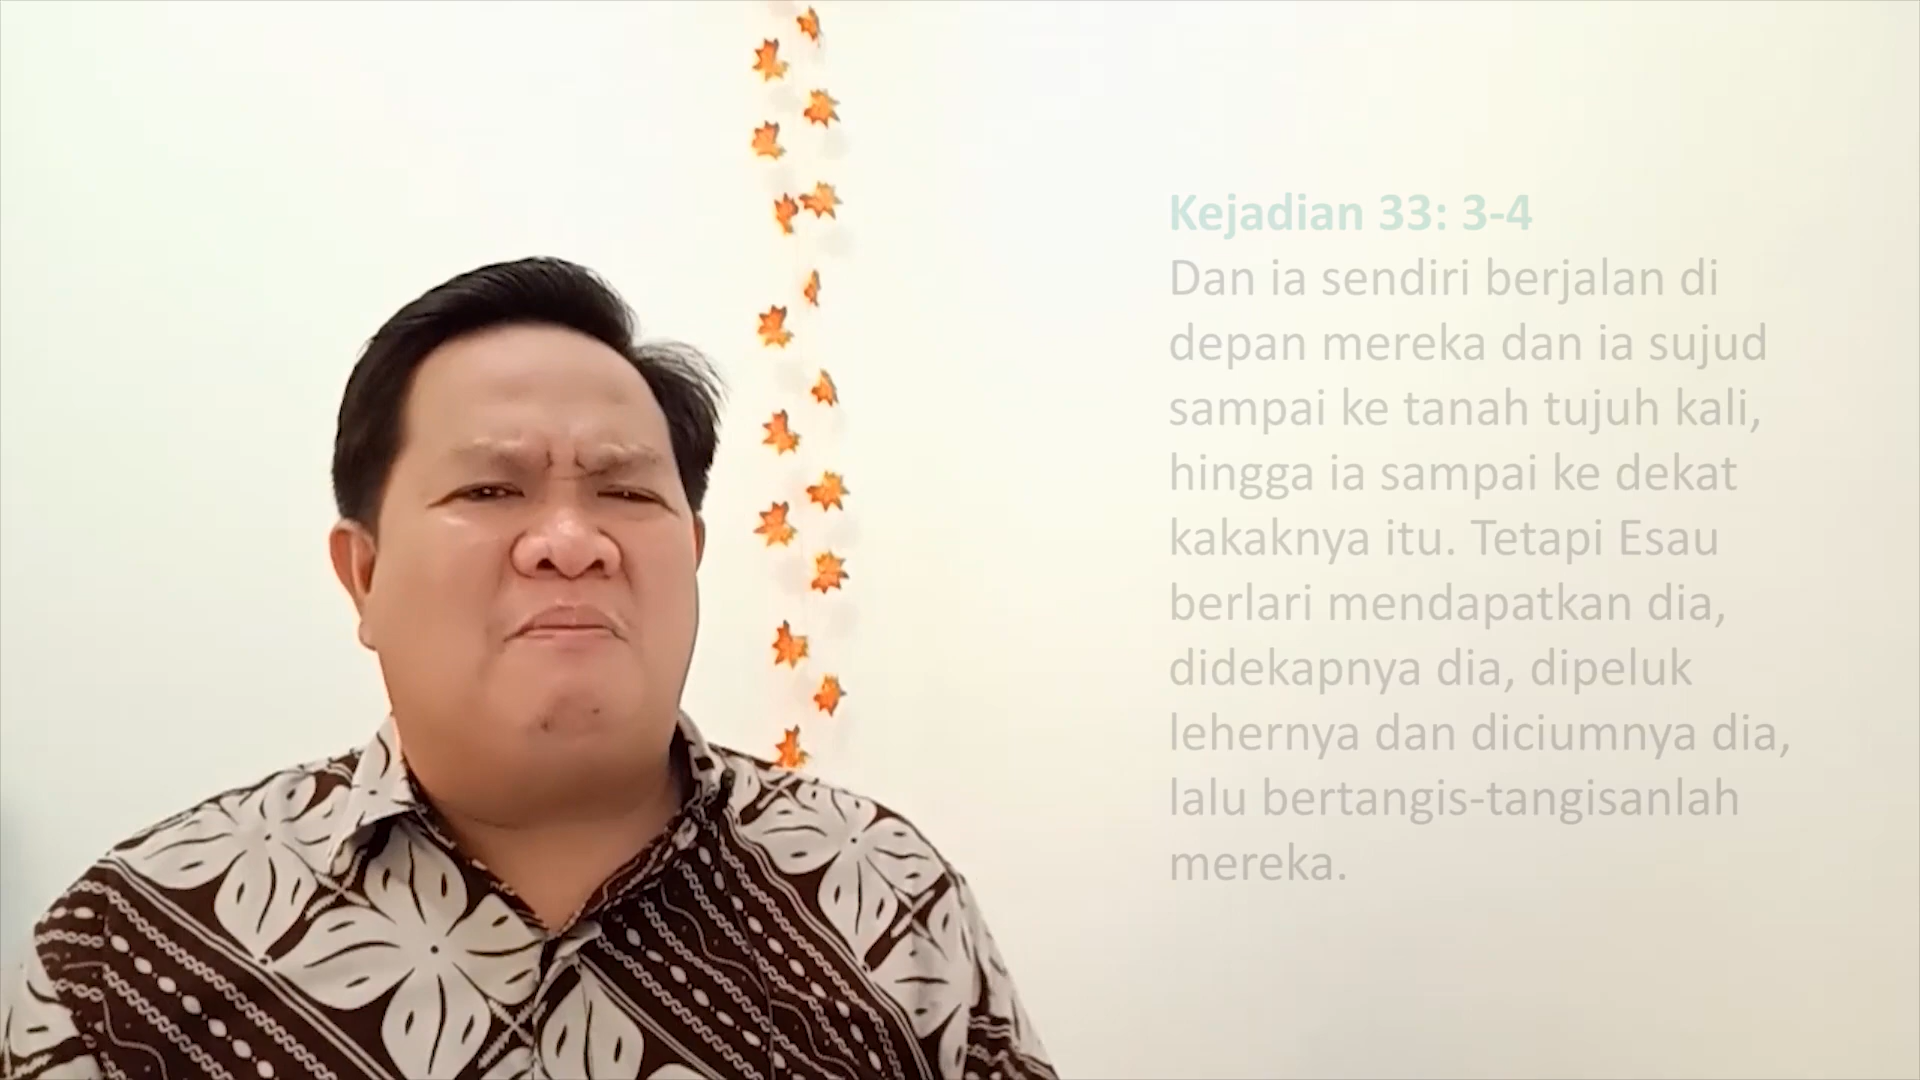 Kejadian 33: 3-4
Dan ia sendiri berjalan di
depan mereka dan ia sujud
sampai ke tanah tujuh kali,
hingga ia sampai ke dekat
kakaknya itu. Tetapi Esau
berlari mendapatkan dia,
didekapnya dia, dipeluk
lehernya dan diciumnya dia,
lalu bertangis-tangisanlah
mereka.